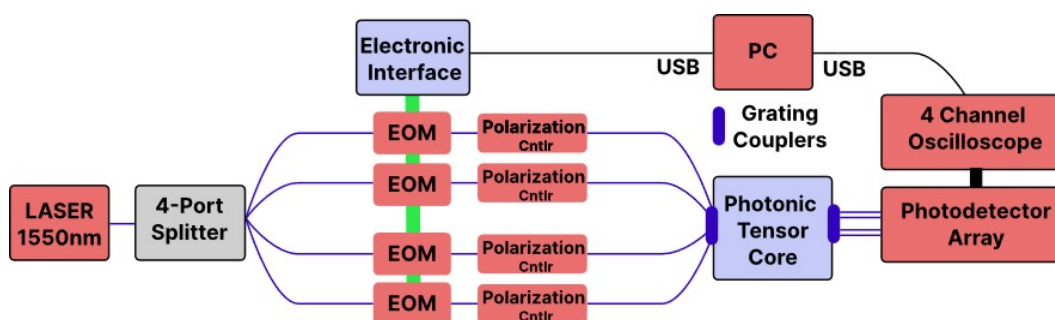 Electronic
Interface
USB
PC
USB
Grating
Couplers
4 Channel
Oscilloscope
EOM
Polarization
Cntlr
EOM
Polarization
Cntlr
LASER
1550nm
4-Port
Splitter
Photonic
Tensor
Core
Photodetector
Array
EOM
Polarization
Cntlr
EOM
Polarization
Cntlr